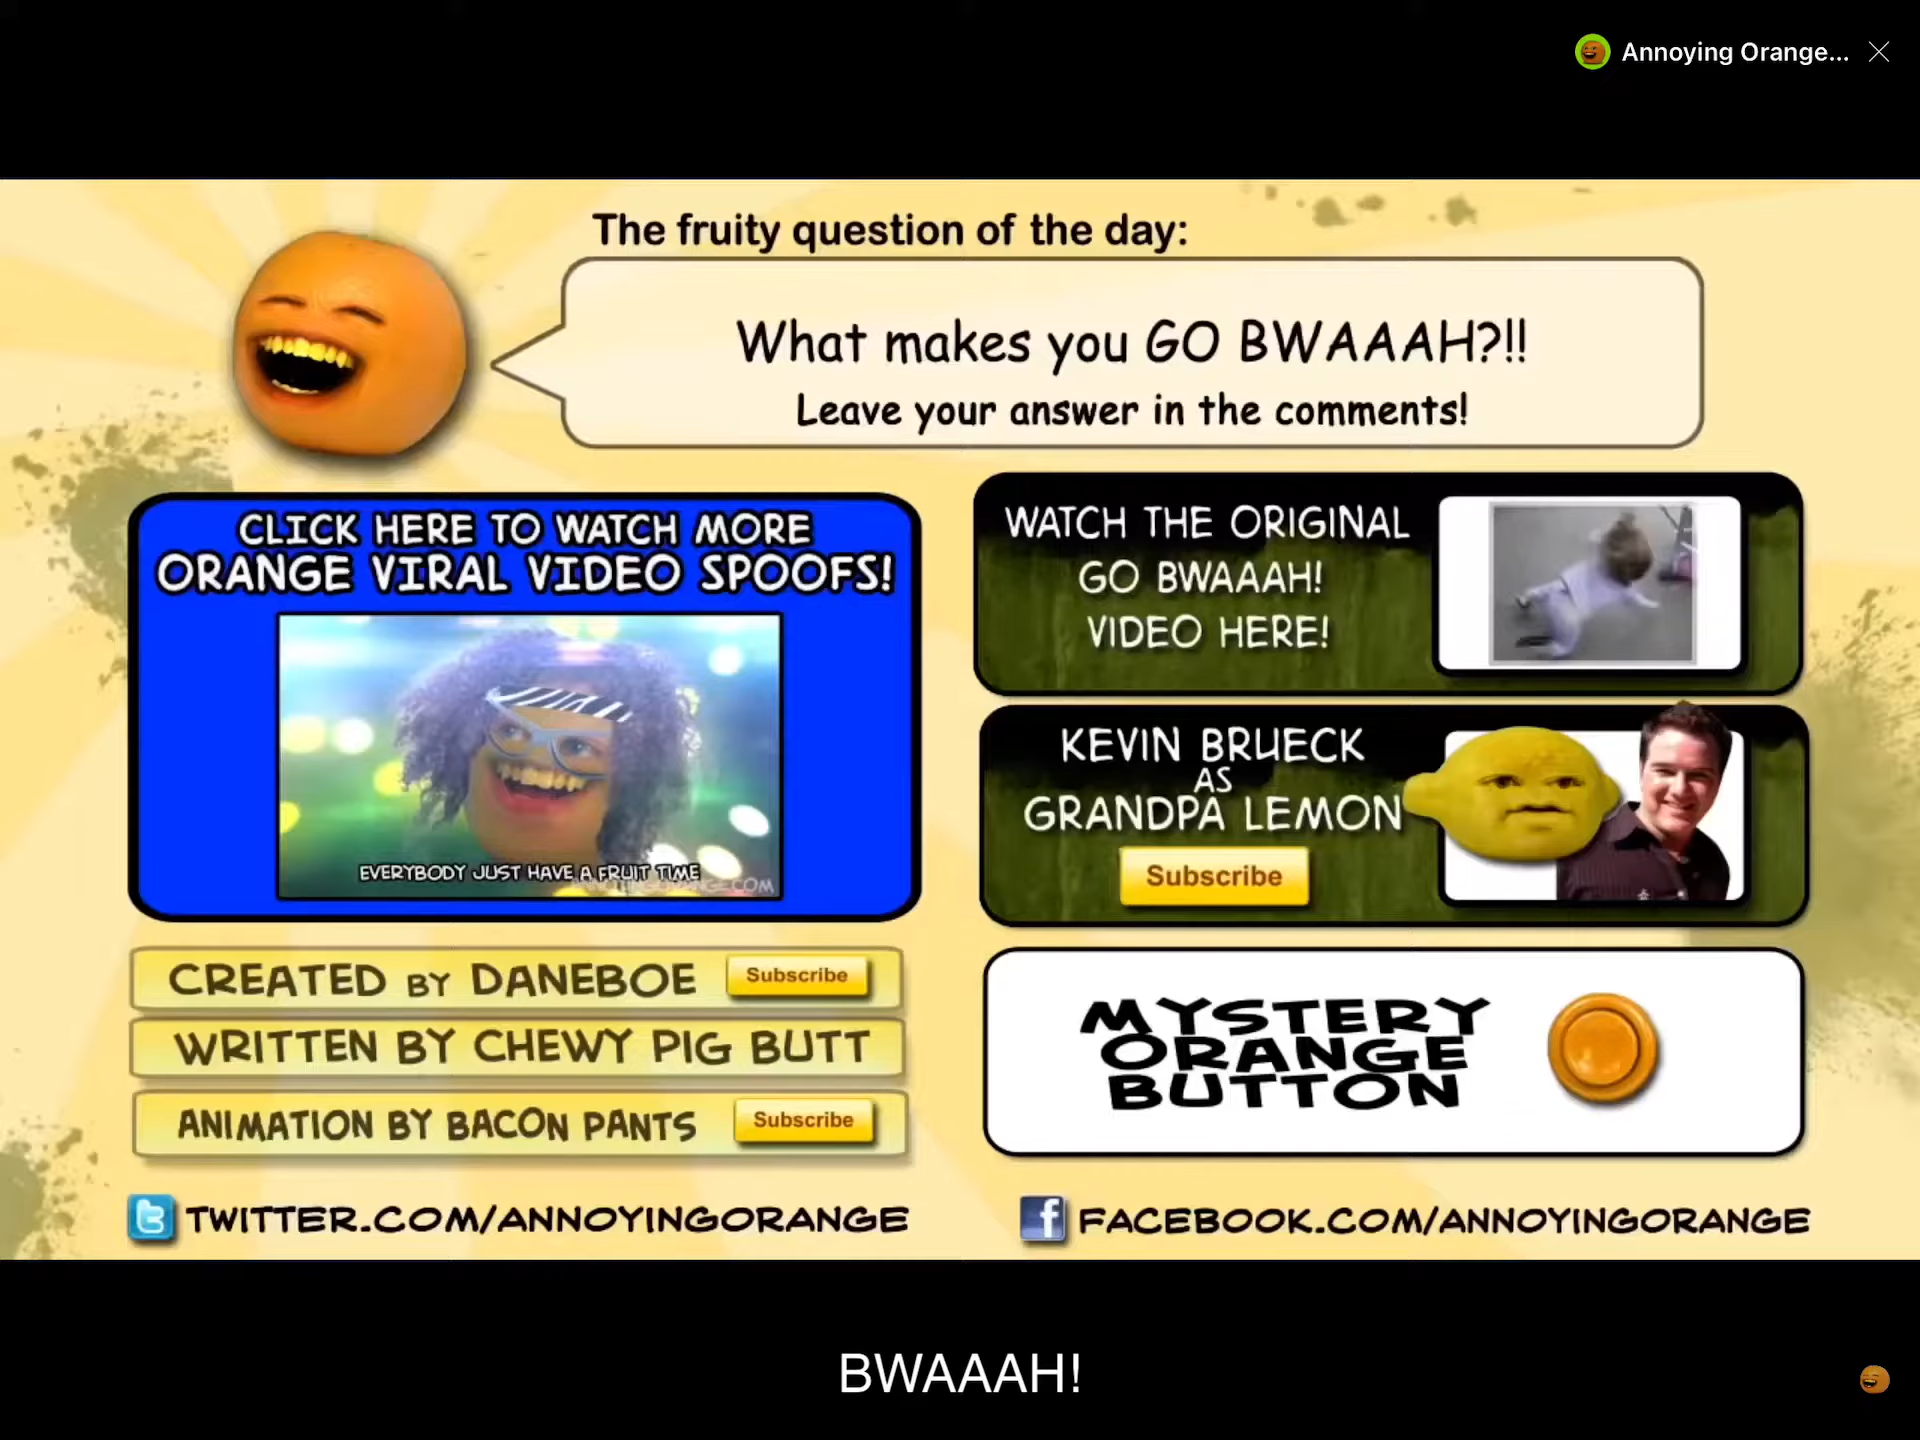 Annoying Orange...
The fruity question of the day:
What makes you GO BWAAAH?!!
Leave your answer in the comments!
CLICK HERE TO WATCH MORE
ORANGE VIRAL VIDEO SPOOFS!
EVERYBODY JUST HAVE A FRUIT TIME
WATCH THE ORIGINAL
GO BWAAAH!
VIDEO HERE!
KEVIN BRUECK
AS
GRANDPA LEMON
Subscribe
CREATED BY DANEBOE
Subscribe
WRITTEN BY CHEWY PIG BUTT
ANIMATION BY BACON PANTS
Subscribe
MYSTERY
ORANGE
BUTTON
TWITTER.COM/ANNOYINGORANGE
FACEBOOK.COM/ANNOYINGORANGE
BWAAAH!